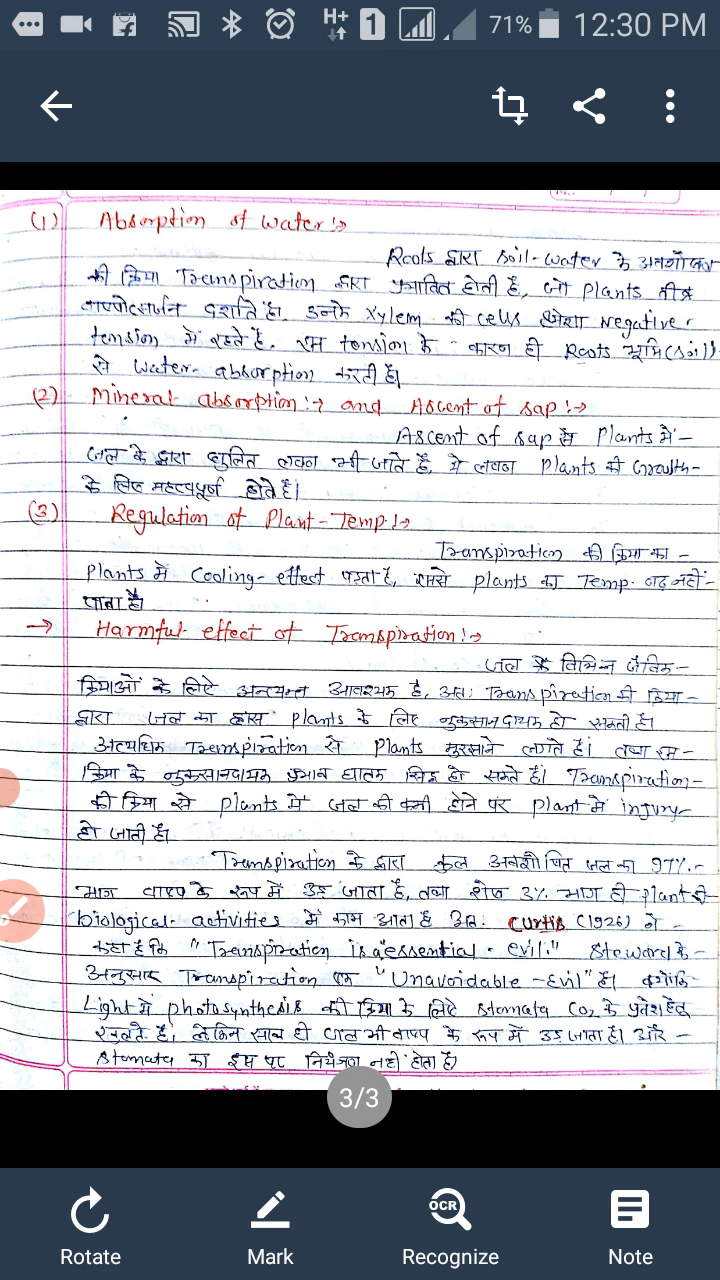 71% 12:30 PM
H+ 1
(1) Absorption of water :→
Roots द्वारा soil-water के अवशोषण
की क्रिया Transpiration द्वारा प्रभावित होती है, जो plants तीव्र
वाष्पोत्सर्जन दर्शाते है। उनके xylem की cells हमेशा Negative
tension में रहते है. इस tension के कारण ही Roots भूमि (soil)
से water absorption करती है।
(2) Mineral absorption :→ and Ascent of sap :→
Ascent of sap से Plants में -
जल के द्वारा घुलित लवण भी जाते है, ये लवण plants की Growth-
के लिए महत्वपूर्ण होते है।
(3) Regulation of Plant-Temp. :→
Transpiration की क्रिया का -
Plants में Cooling-effect पड़ता है, इससे plants का Temp. बढ़ नहीं-
पाता है।
→ Harmful effect of Transpiration :→
जल के विभिन्न जैविक -
क्रियाओं के लिऐ अत्यन्त आवश्यक है, अतः Transpiration की क्रिया -
द्वारा जल का ह्रास plants के लिए नुकसानदायक हो सकती है।
अत्यधिक Transpiration से Plants मुरझाने लगते है। तथा इस -
क्रिया के नुकसानदायक प्रभाव घातक सिद्ध हो सकते है। Transpiration-
की क्रिया से plants में जल की कमी होने पर plant में injury
हो जाती है।
Transpiration के द्वारा कुल अवशोषित जल का 97%.-
भाग वाष्प के रूप में उड़ जाता है, तथा शेष 3% भाग ही plant की
biological activities में काम आता है अतः Curtis (1926) ने -
कहा है कि "Transpiration is a essential - evil." Steward के -
अनुसार Transpiration एक "Unavoidable -Evil" है। क्योंकि
Light में photosynthesis की क्रिया के लिए stomata CO2 के प्रवेश हेतु
खुलते है, लेकिन साथ ही जल भी वाष्प के रूप में उड़ जाता है। और -
stomata का इस पर नियंत्रण नहीं होता है।
3/3
OCR
Rotate Mark Recognize Note